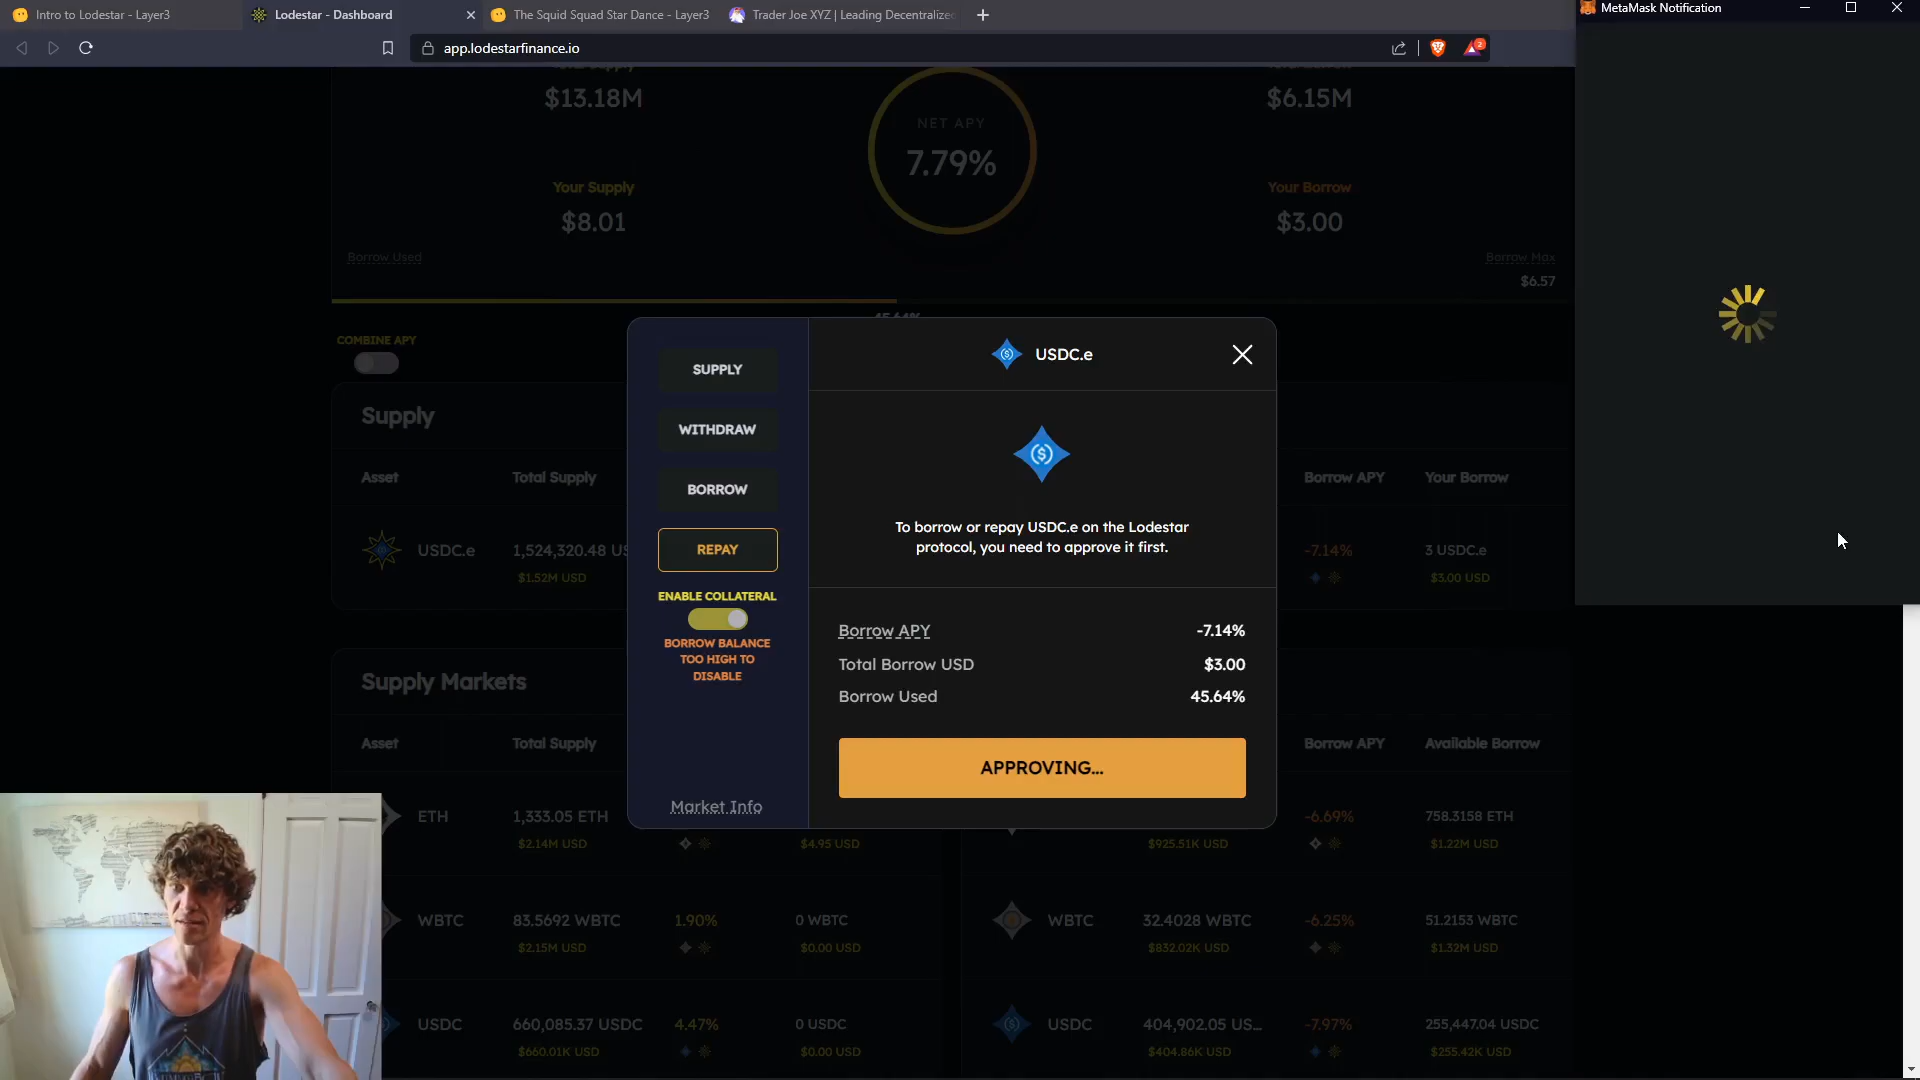 Intro to Lodestar - Layer3
Lodestar - Dashboard
The Squid Squad Star Dance - Layer3
Trader Joe XYZ | Leading Decentralize
MetaMask Notification
app.lodestarfinance.io
2
$13.18M
$6.15M
NET APY
7.79%
Your Supply
$8.01
Your Borrow
$3.00
Borrow Used
Borrow Max
$6.57
45.64%
COMBINE APY
Supply
Asset
Total Supply
Borrow APY
Your Borrow
USDC.e
1,524,320.48 US
$1.52M USD
-7.14%
3 USDC.e
$3.00 USD
SUPPLY
WITHDRAW
BORROW
REPAY
ENABLE COLLATERAL
BORROW BALANCE
TOO HIGH TO
DISABLE
Market Info
USDC.e
To borrow or repay USDC.e on the Lodestar
protocol, you need to approve it first.
Borrow APY
-7.14%
Total Borrow USD
$3.00
Borrow Used
45.64%
APPROVING...
Supply Markets
Asset
Total Supply
Borrow APY
Available Borrow
ETH
1,333.05 ETH
$2.14M USD
$4.95 USD
$925.51K USD
-6.69%
758.3158 ETH
$1.22M USD
WBTC
83.5692 WBTC
1.90%
0 WBTC
$2.15M USD
$0.00 USD
WBTC
32.4028 WBTC
-6.25%
51.2153 WBTC
$832.02K USD
$1.32M USD
USDC
660,085.37 USDC
4.47%
0 USDC
$660.01K USD
$0.00 USD
USDC
404,902.05 US...
-7.97%
255,447.04 USDC
$404.86K USD
$255.42K USD